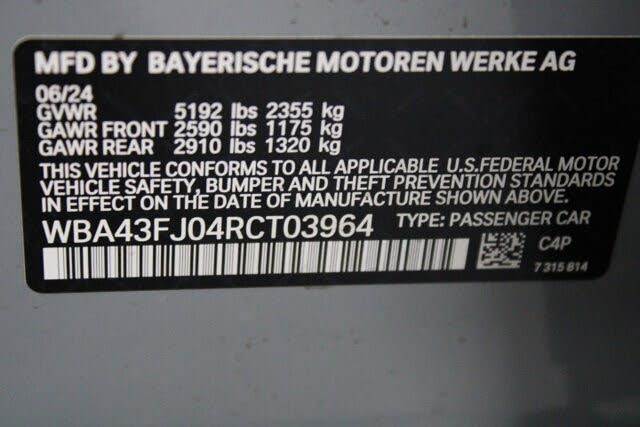 MFD BY BAYERISCHE MOTOREN WERKE AG
06/24
GVWR 5192 lbs 2355 kg
GAWR FRONT 2590 lbs 1175 kg
GAWR REAR 2910 lbs 1320 kg
THIS VEHICLE CONFORMS TO ALL APPLICABLE U.S.FEDERAL MOTOR
VEHICLE SAFETY, BUMPER AND THEFT PREVENTION STANDARDS
IN EFFECT ON THE DATE OF MANUFACTURE SHOWN ABOVE.
WBA43FJ04RCT03964 TYPE: PASSENGER CAR
C4P
7 315 814